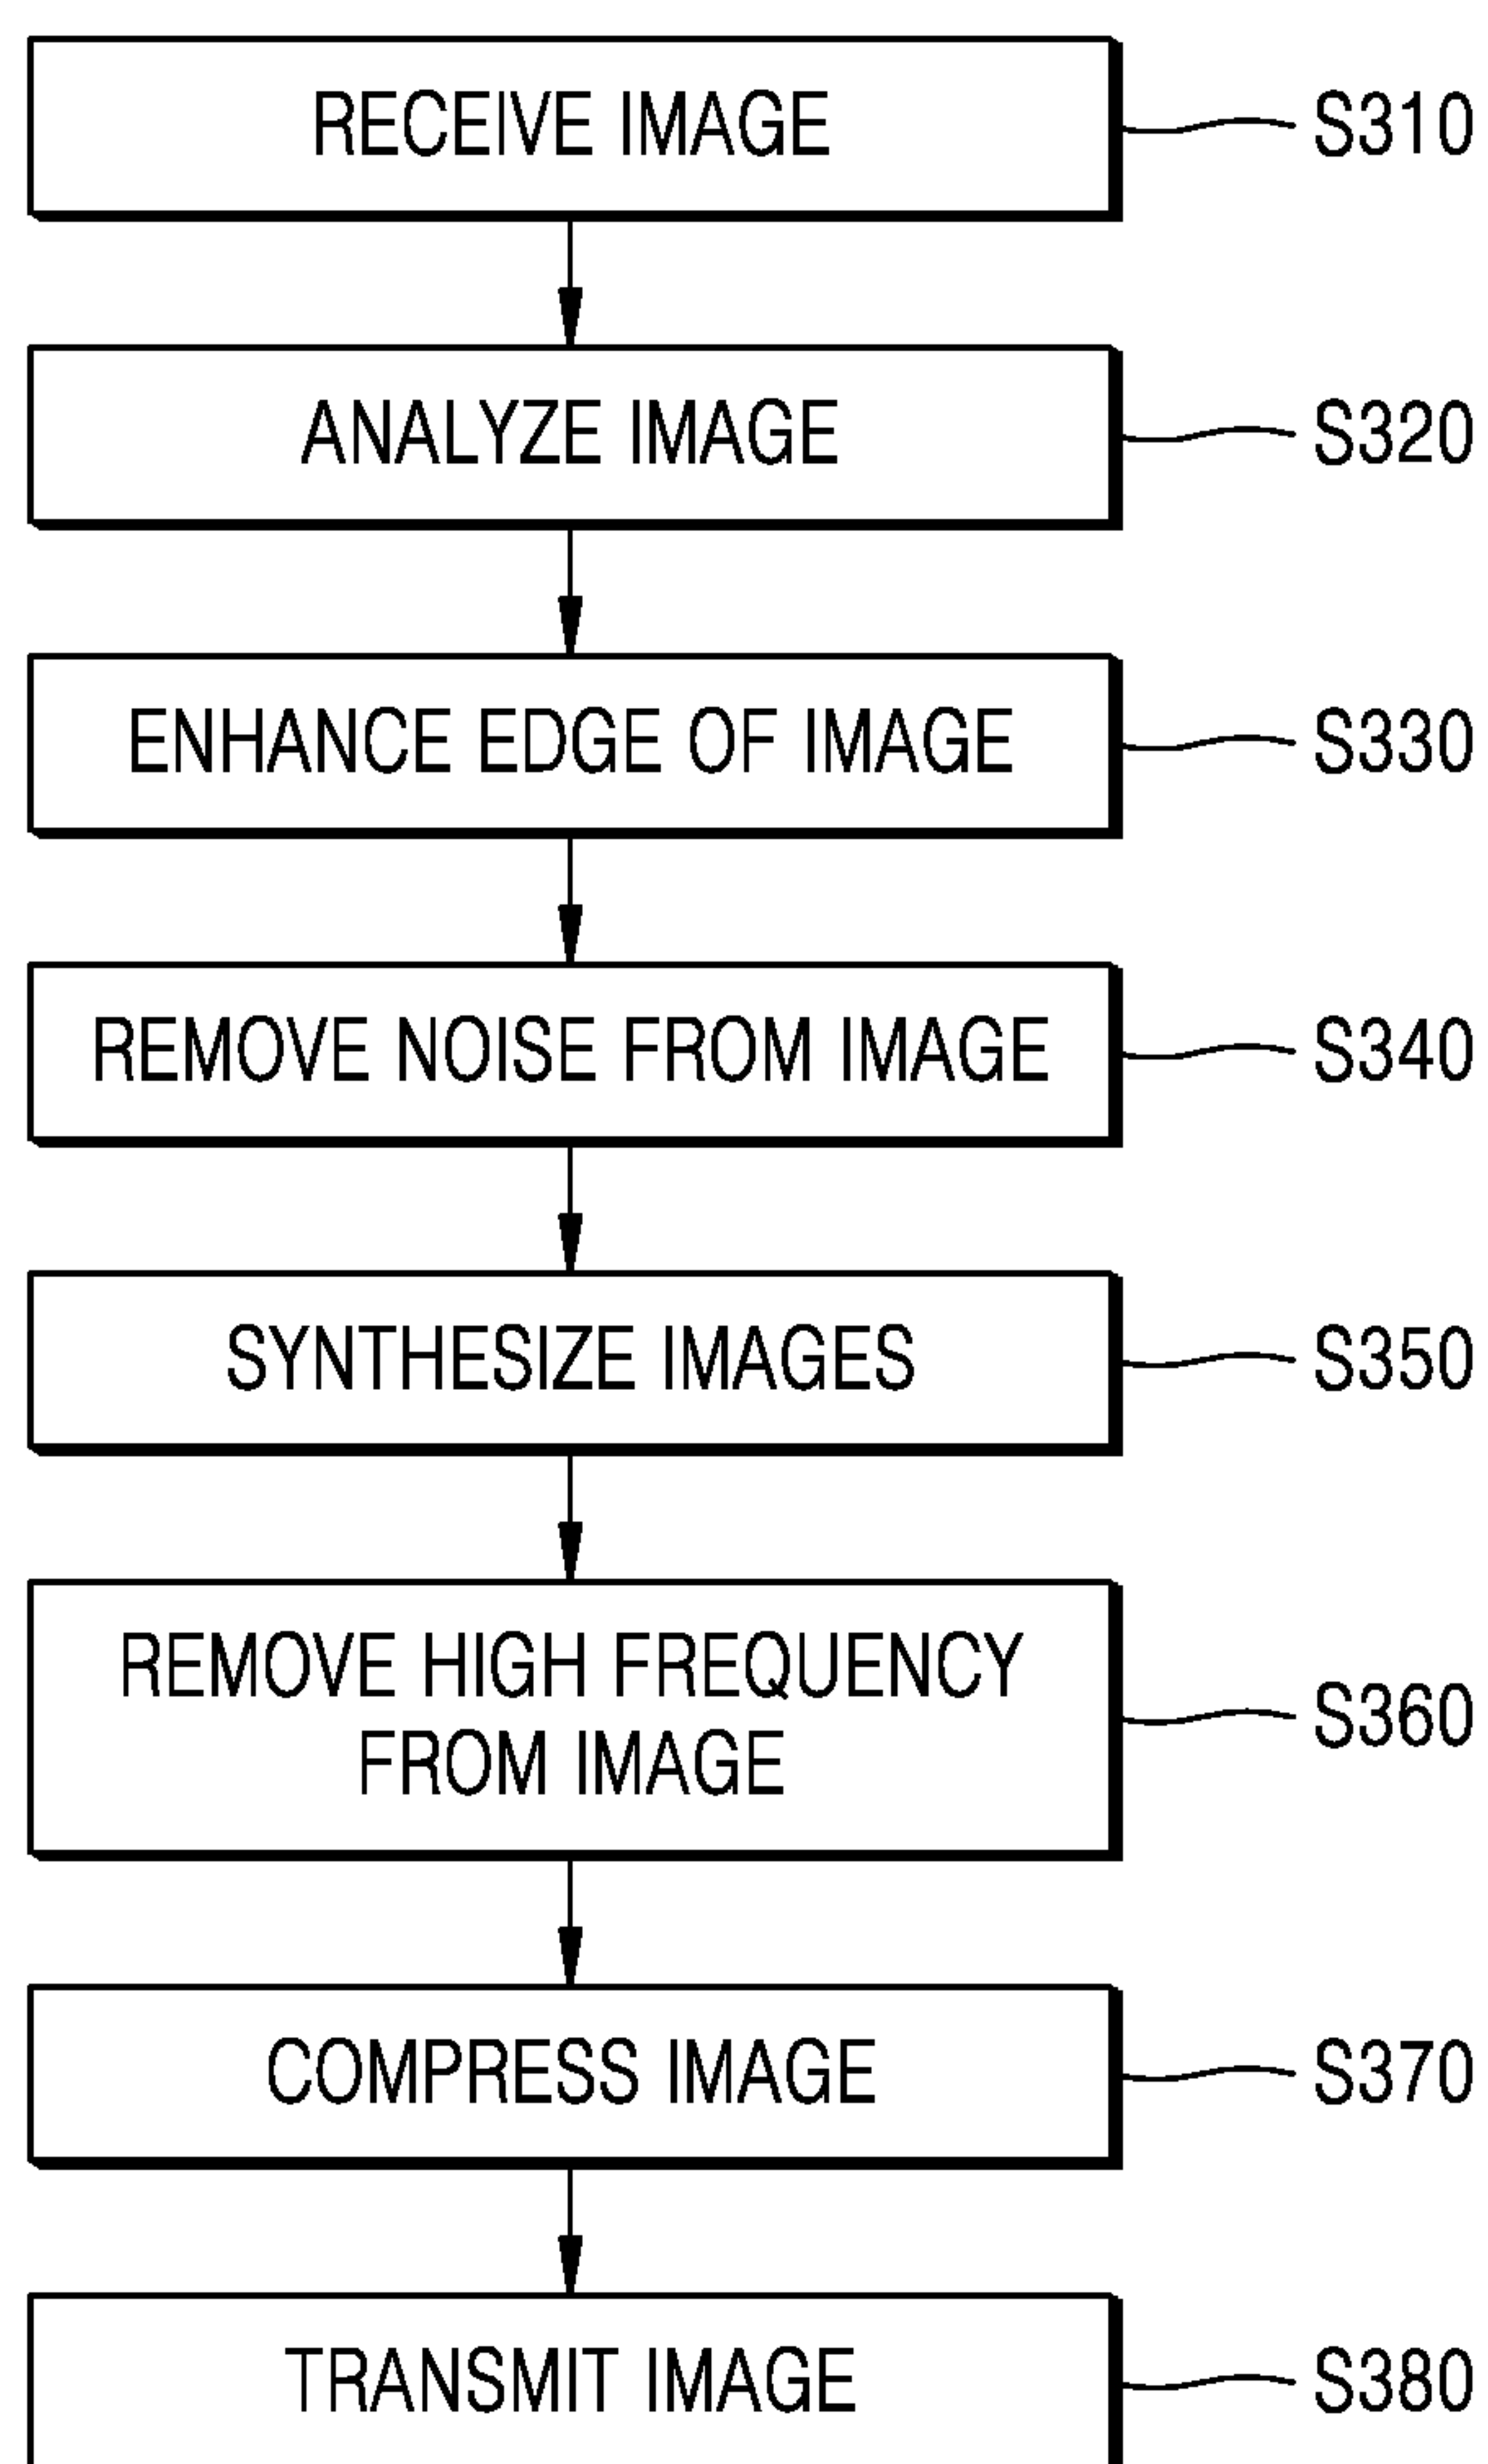 RECEIVE IMAGE S310
ANALYZE IMAGE S320
ENHANCE EDGE OF IMAGE S330
REMOVE NOISE FROM IMAGE S340
SYNTHESIZE IMAGES S350
REMOVE HIGH FREQUENCY
FROM IMAGE S360
COMPRESS IMAGE S370
TRANSMIT IMAGE S380